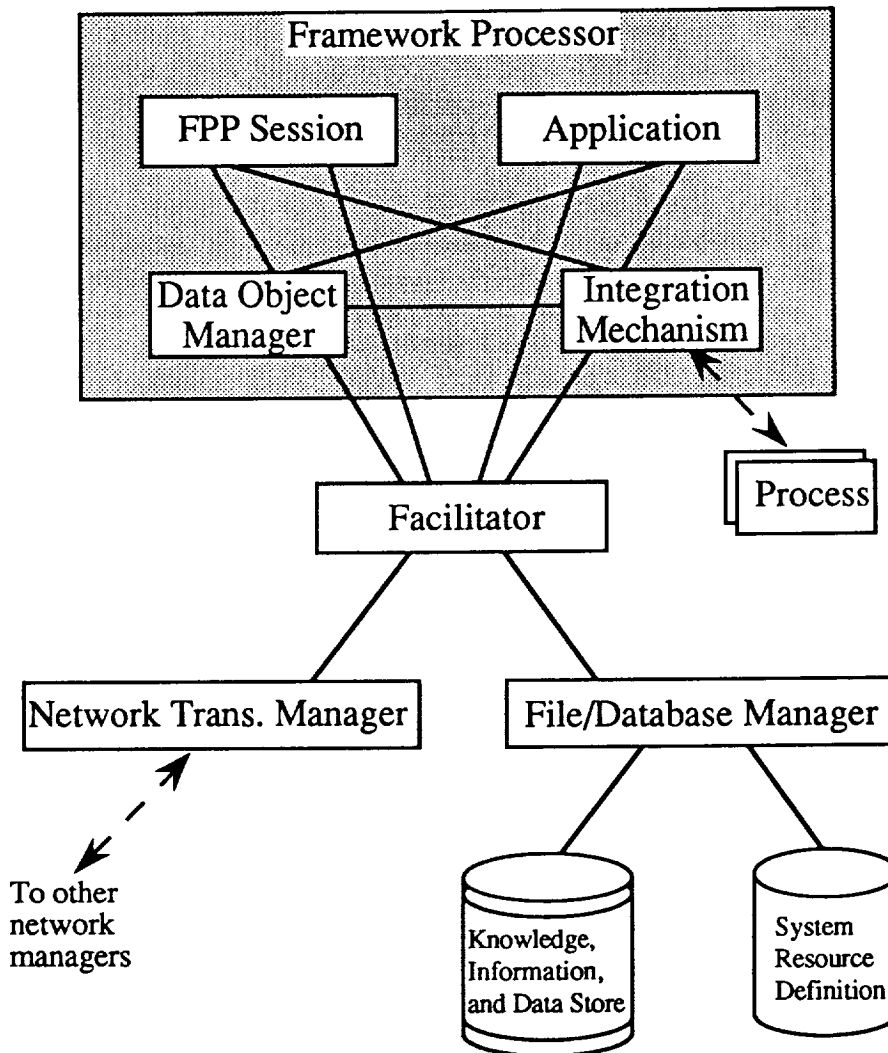 Framework Processor
FPP Session
Application
Data Object
Manager
Integration
Mechanism
Process
Facilitator
Network Trans. Manager
File/Database Manager
To other
network
managers
Knowledge,
Information,
and Data Store
System
Resource
Definition